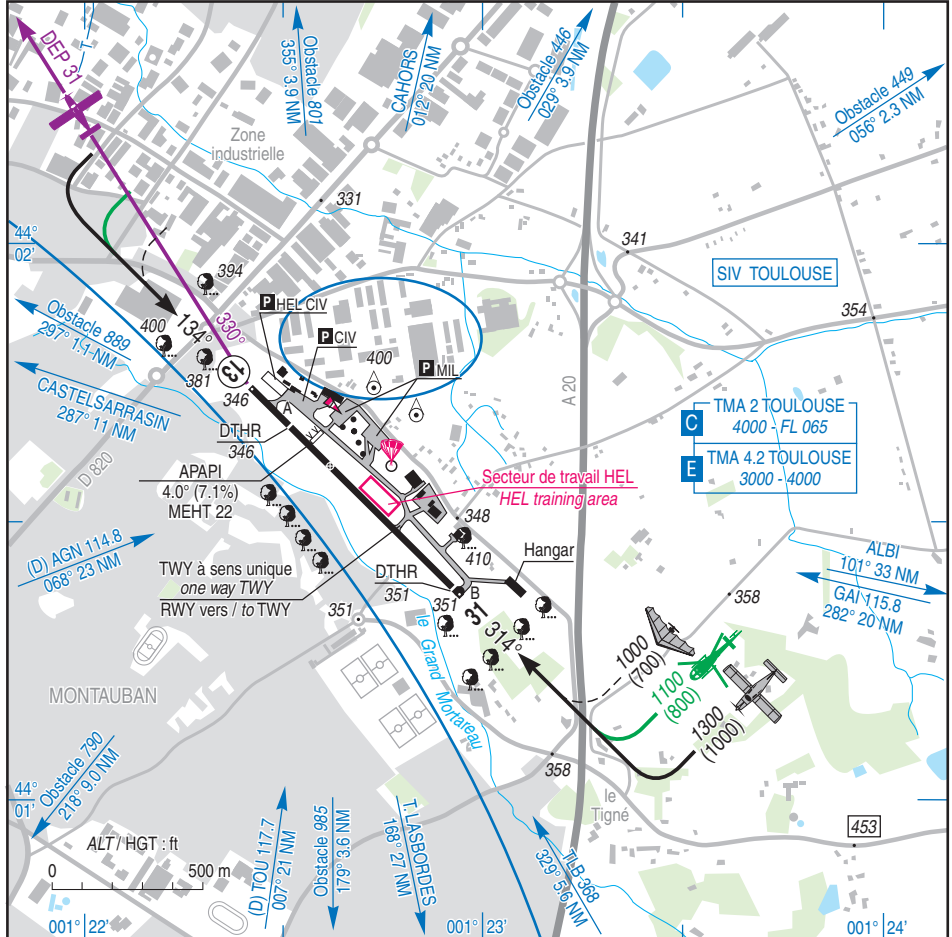 DEP 31
Obstacle 801
355° 3.9 NM
CAHORS
012° 20 NM
Obstacle 446
029° 3.9 NM
Obstacle 449
056° 2.3 NM
Zone
industrielle
331
341
44°
02'
SIV TOULOUSE
394
354
Obstacle 889
297° 1.1 NM
400
134°
330°
P HEL CIV
P CIV
400
P MIL
381
13
346
A
A 20
CASTELSARRASIN
287° 11 NM
DTHR
346
C
TMA 2 TOULOUSE
4000 - FL 065
E
TMA 4.2 TOULOUSE
3000 - 4000
D 820
APAPI
4.0° (7.1%)
MEHT 22
Secteur de travail HEL
HEL training area
348
(D) AGN 114.8
068° 23 NM
410
Hangar
ALBI
101° 33 NM
GAI 115.8
282° 20 NM
TWY à sens unique
one way TWY
RWY vers / to TWY
DTHR
351
351
B
351
31
314°
358
le Grand Mortareau
1000
(700)
1100
(800)
1300
(1000)
MONTAUBAN
358
le
Tigné
44°
01'
Obstacle 790
218° 9.0 NM
453
ALT / HGT : ft
0
500 m
(D) TOU 117.7
007° 21 NM
Obstacle 985
179° 3.6 NM
T. LASBORDES
168° 27 NM
TLB 368
329° 5.6 NM
001° 22'
001° 23'
001° 24'